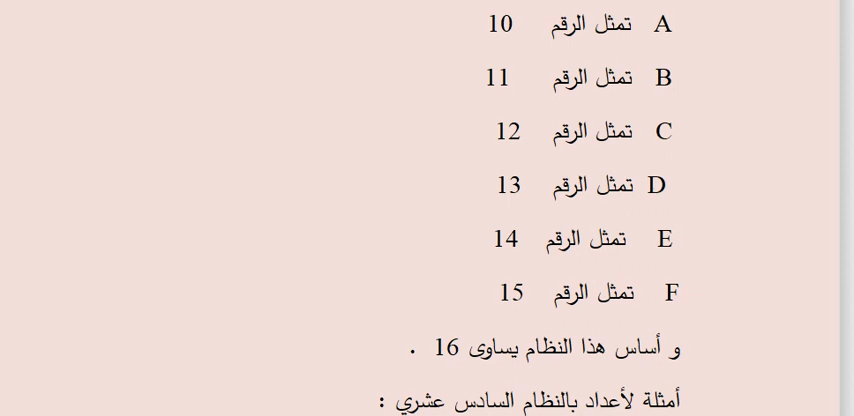 A تمثل الرقم 10
B تمثل الرقم 11
C تمثل الرقم 12
D تمثل الرقم 13
E تمثل الرقم 14
F تمثل الرقم 15
و أساس هذا النظام يساوى 16 .
أمثلة لأعداد بالنظام السادس عشري :